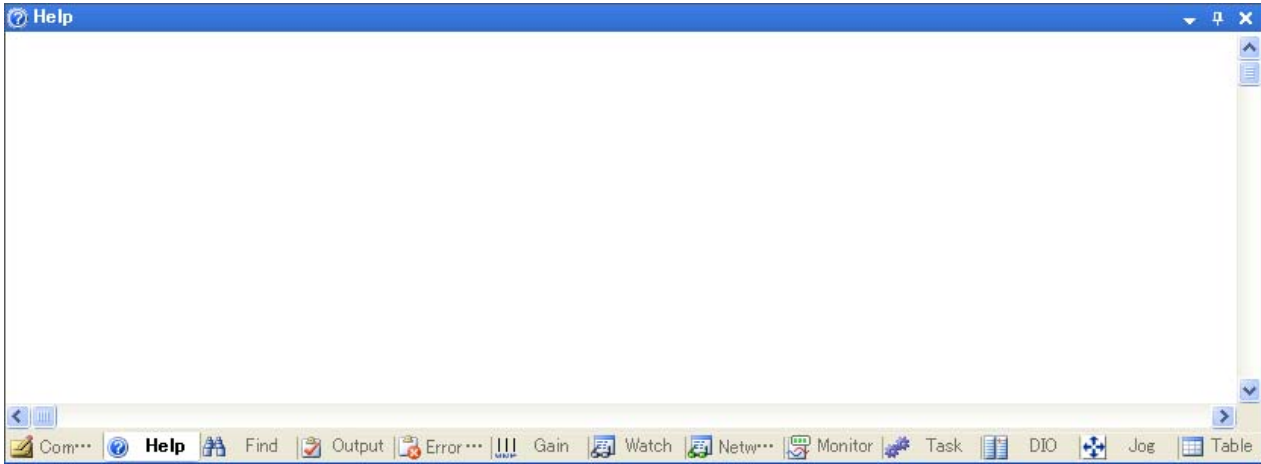 Help
Com… Help Find Output Error… Gain Watch Netw… Monitor Task DIO Jog Table